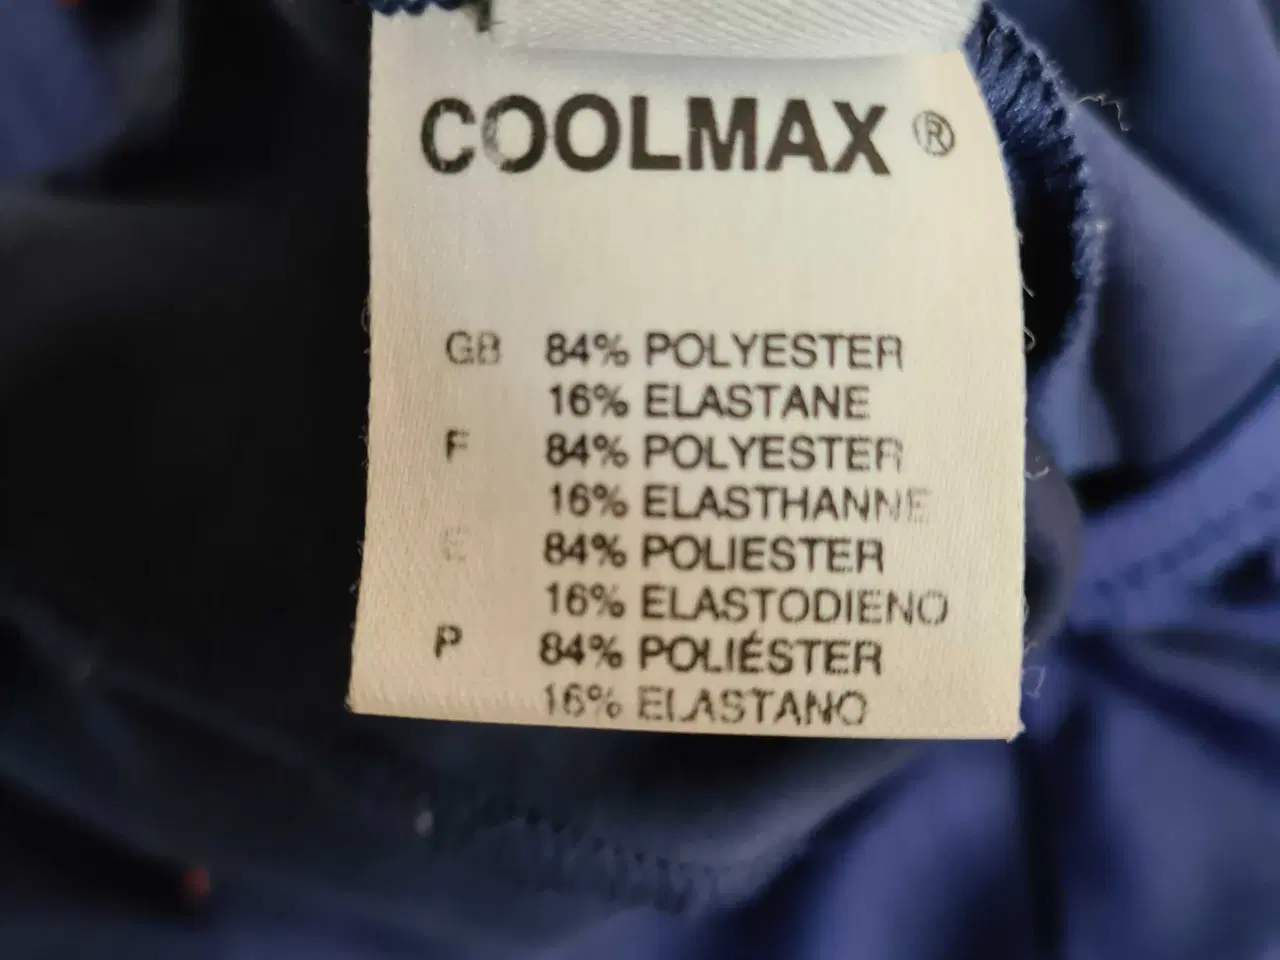 COOLMAX ®
GB 84% POLYESTER
16% ELASTANE
F 84% POLYESTER
16% ELASTHANNE
E 84% POLIESTER
16% ELASTODIENO
P 84% POLIÉSTER
16% ELASTANO